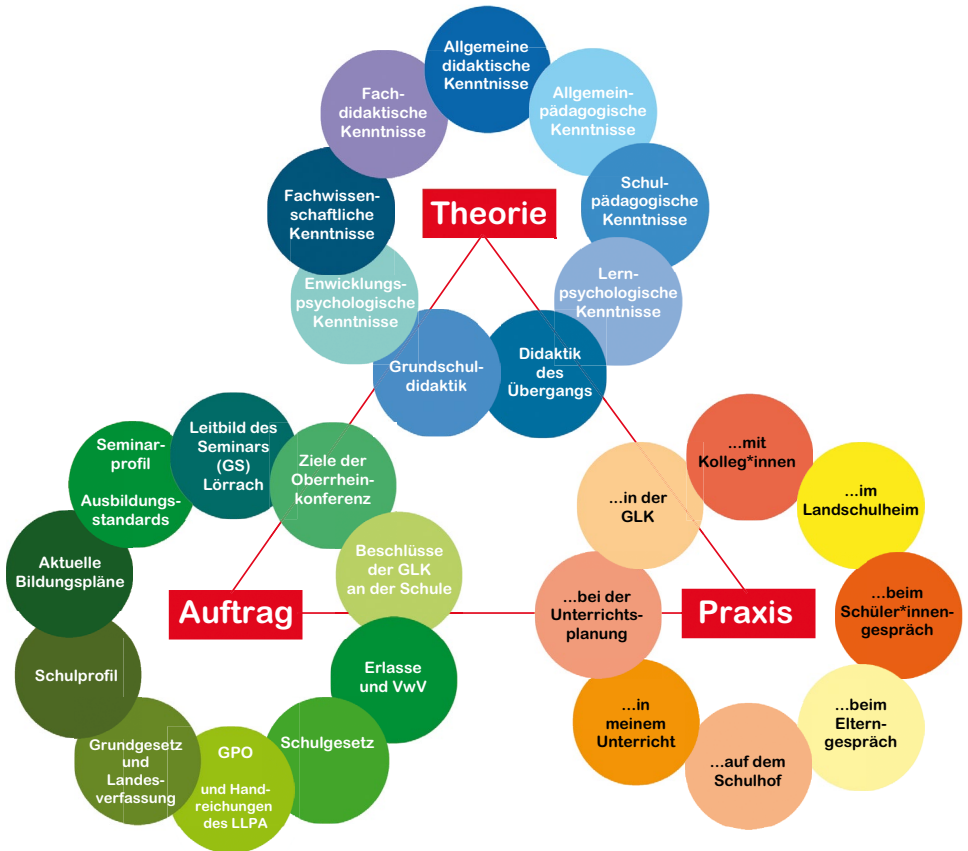 Allgemeine
didaktische
Kenntnisse
Allgemein-
pädagogische
Kenntnisse
Schul-
pädagogische
Kenntnisse
Lern-
psychologische
Kenntnisse
Didaktik
des
Übergangs
Grundschul-
didaktik
Enwicklungs-
psychologische
Kenntnisse
Fachwissen-
schaftliche
Kenntnisse
Fach-
didaktische
Kenntnisse
Theorie
Auftrag
Seminar-
profil
Ausbildungs-
standards
Leitbild des
Seminars
(GS)
Lörrach
Ziele der
Oberrhein-
konferenz
Beschlüsse
der GLK
an der Schule
Erlasse
und VwV
Schulgesetz
GPO
und Hand-
reichungen
des LLPA
Grundgesetz
und
Landes-
verfassung
Schulprofil
Aktuelle
Bildungspläne
Praxis
...in der
GLK
...mit
Kolleg*innen
...im
Landschulheim
...beim
Schüler*innen-
gespräch
...beim
Eltern-
gespräch
...auf dem
Schulhof
...in
meinem
Unterricht
...bei der
Unterrichts-
planung